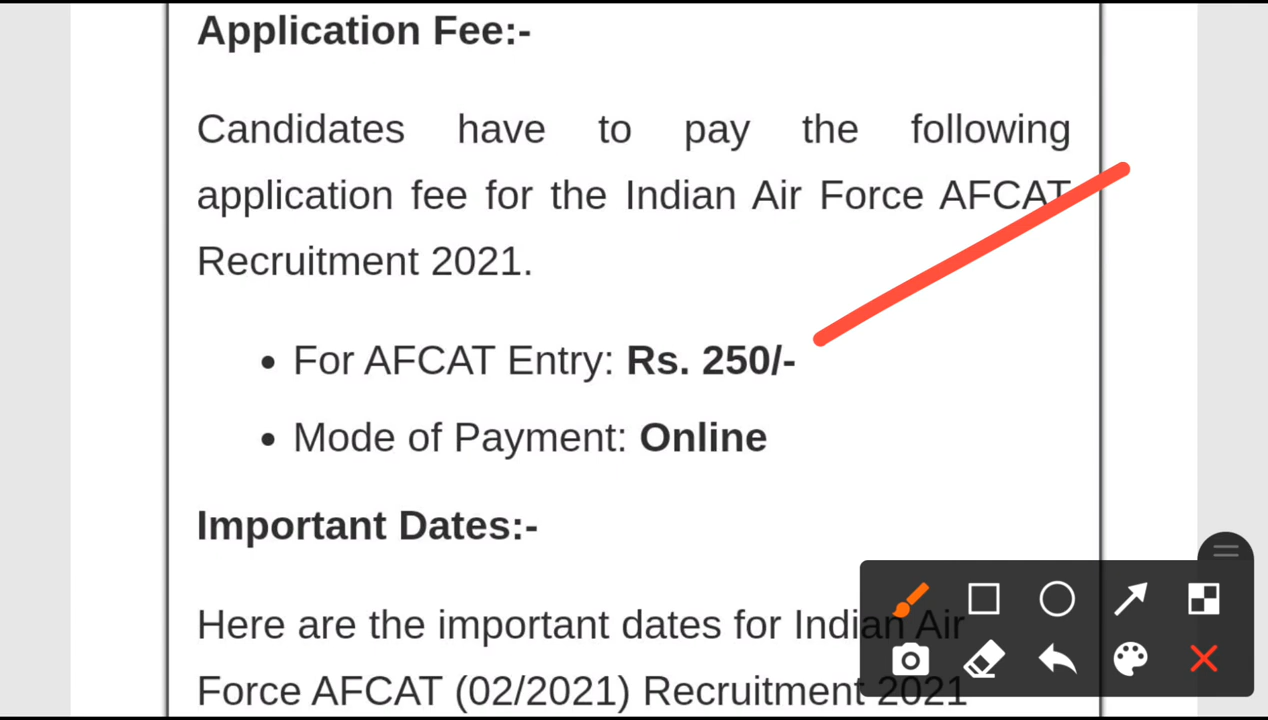 Application Fee:-
Candidates have to pay the following
application fee for the Indian Air Force AFCAT
Recruitment 2021.
• For AFCAT Entry: Rs. 250/-
• Mode of Payment: Online
Important Dates:-
Here are the important dates for Indian Air
Force AFCAT (02/2021) Recruitment 2021